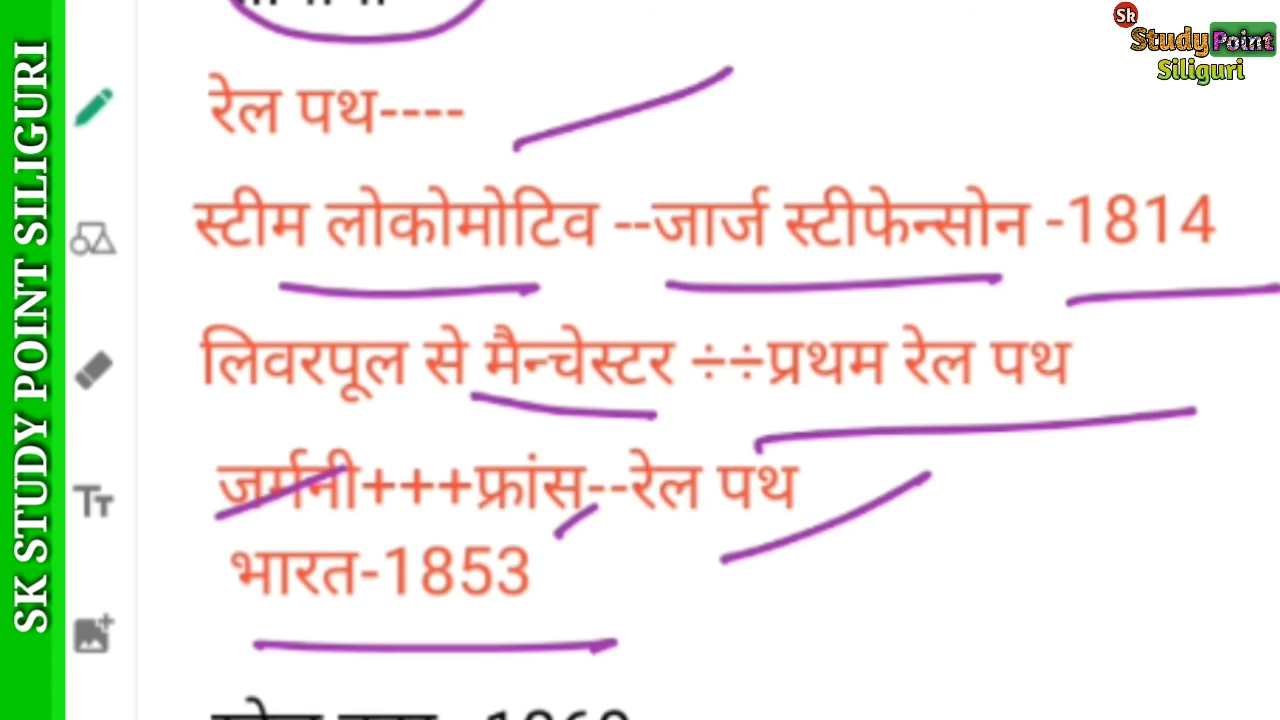 SK STUDY POINT SILIGURI
Sk
Study Point
Siliguri
रेल पथ----
स्टीम लोकोमोटिव --जार्ज स्टीफेन्सोन -1814
लिवरपूल से मैन्चेस्टर ÷÷प्रथम रेल पथ
जर्मनी+++फ्रांस--रेल पथ
भारत-1853